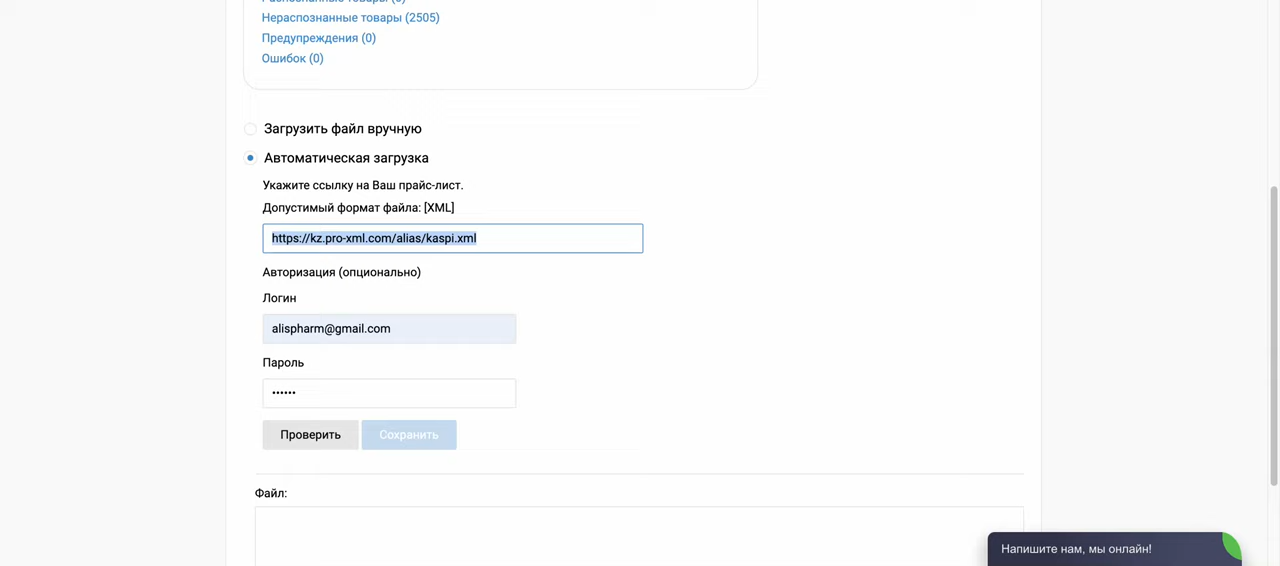 Нераспознанные товары (2505)
Предупреждения (0)
Ошибок (0)
Загрузить файл вручную
Автоматическая загрузка
Укажите ссылку на Ваш прайс-лист.
Допустимый формат файла: [XML]
https://kz.pro-xml.com/alias/kaspi.xml
Авторизация (опционально)
Логин
alispharm@gmail.com
Пароль
••••••
Проверить Сохранить
Файл:
Напишите нам, мы онлайн!